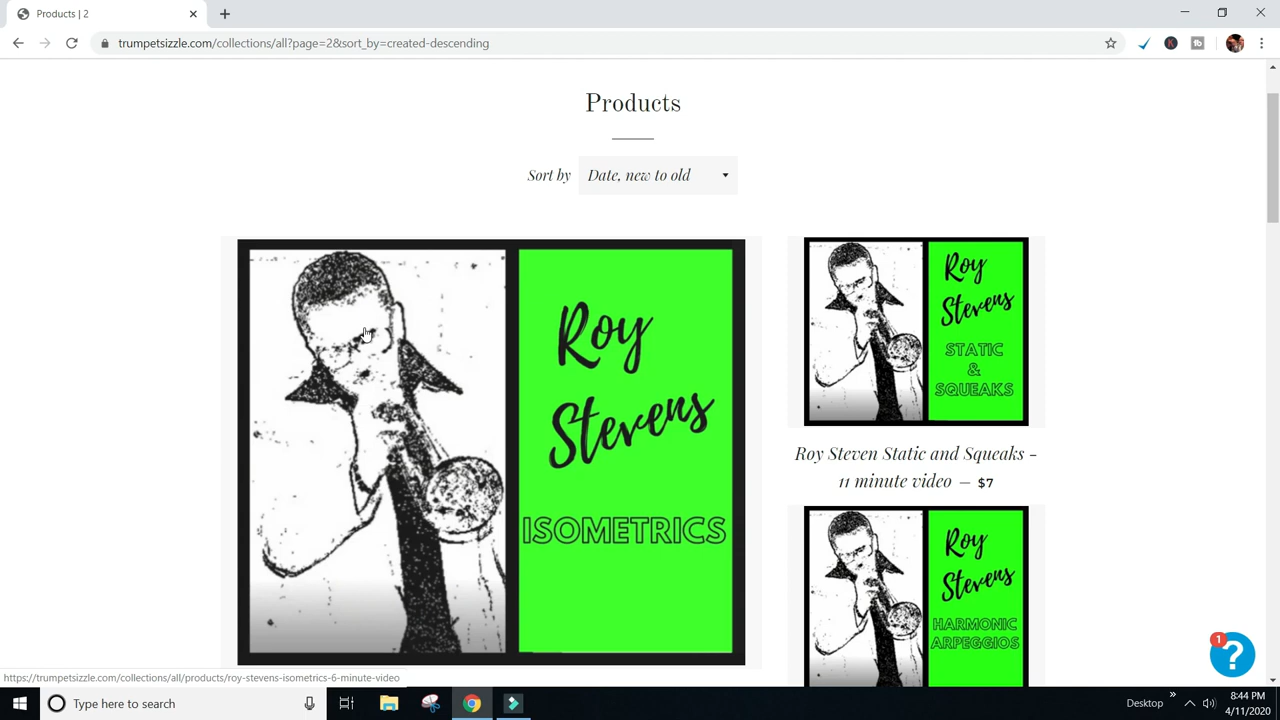 Products | 2
trumpetsizzle.com/collections/all?page=2&sort_by=created-descending
Products
Sort by Date, new to old
Roy
Stevens
ISOMETRICS
Roy
Stevens
STATIC
&
SQUEAKS
Roy Steven Static and Squeaks -
11 minute video — $7
Roy
Stevens
HARMONIC
ARPEGGIOS
1
?
https://trumpetsizzle.com/collections/all/products/roy-stevens-isometrics-6-minute-video
Type here to search
Desktop
8:44 PM
4/11/2020